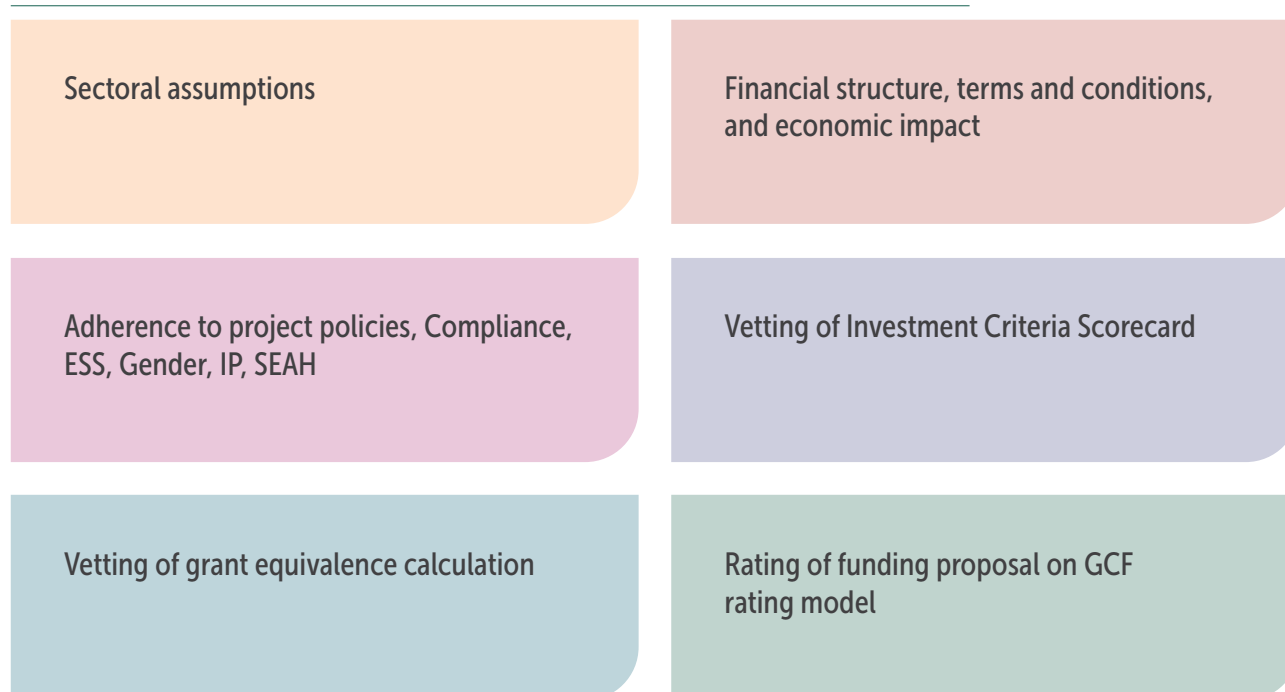 Sectoral assumptions
Financial structure, terms and conditions,
and economic impact
Adherence to project policies, Compliance,
ESS, Gender, IP, SEAH
Vetting of Investment Criteria Scorecard
Vetting of grant equivalence calculation
Rating of funding proposal on GCF
rating model